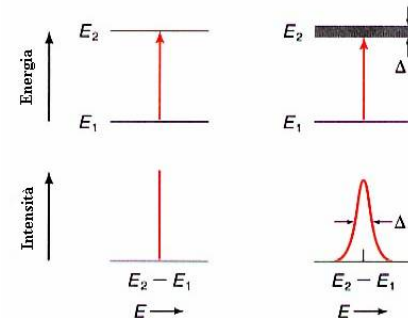 Energia
E₂
E₁
E₂
E₁
Δ
Intensità
Δ
E₂ − E₁
E₂ − E₁
E →
E →